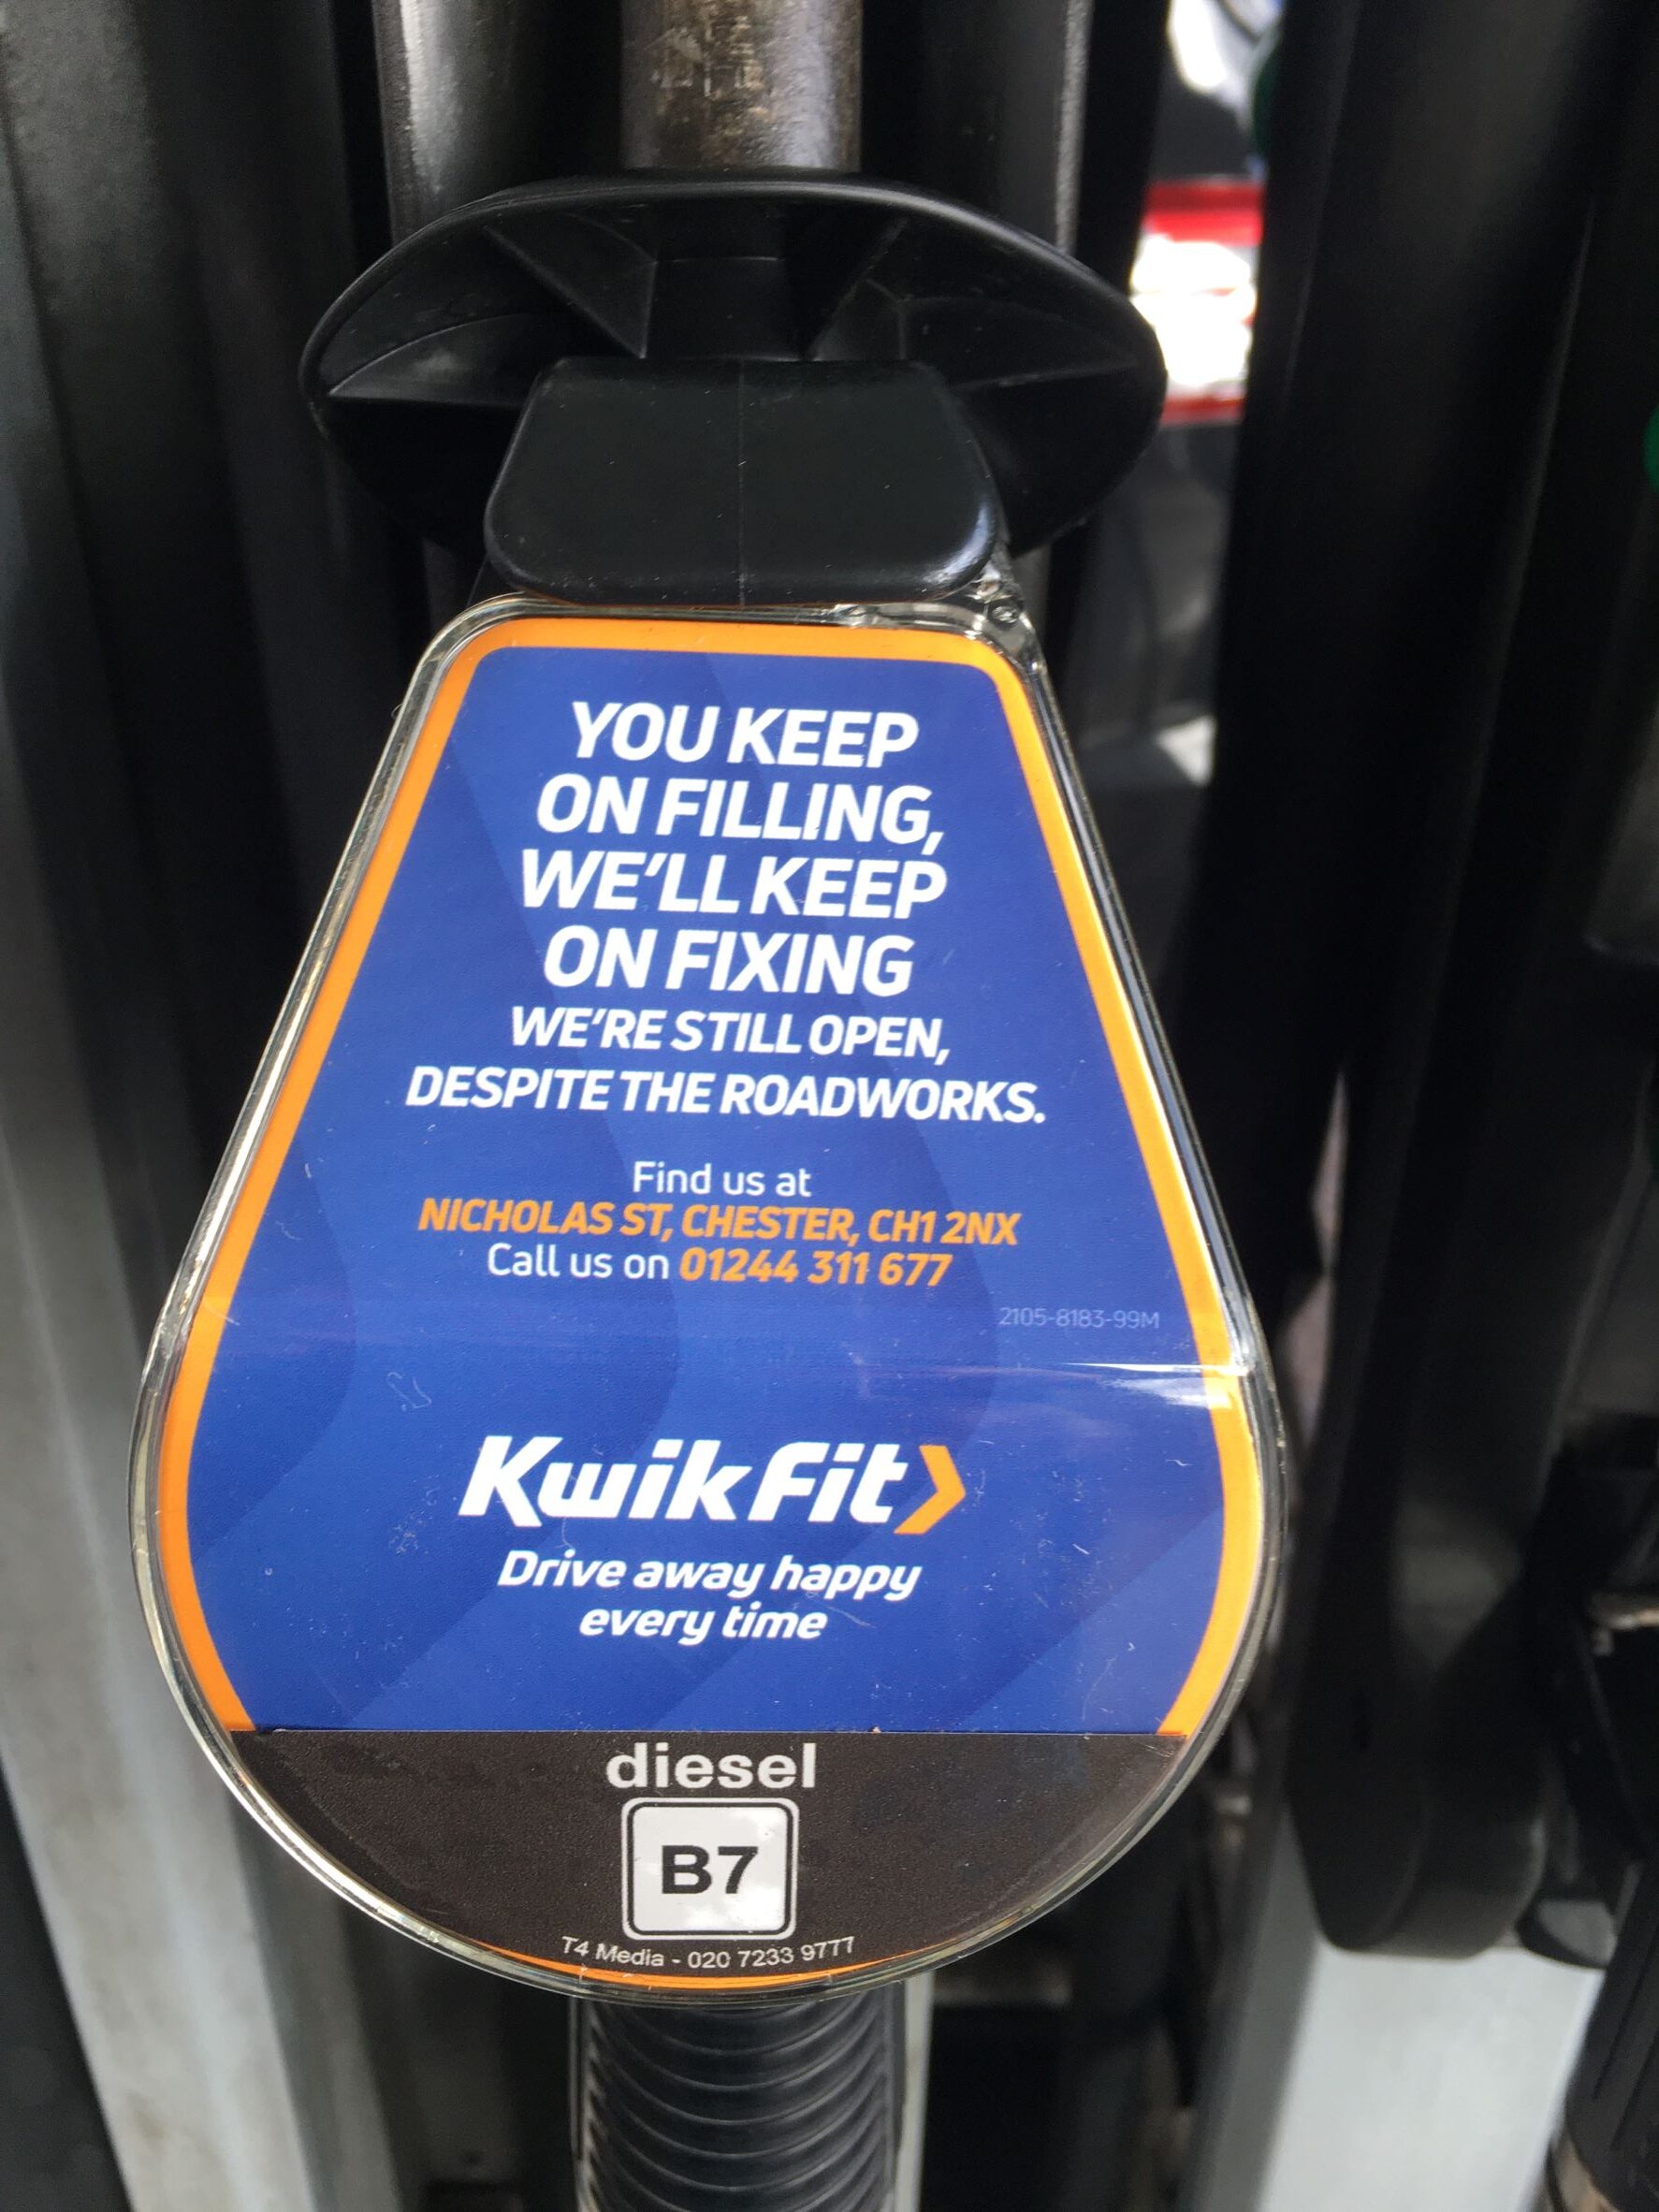 YOU KEEP
ON FILLING,
WE'LL KEEP
ON FIXING
WE'RE STILL OPEN,
DESPITE THE ROADWORKS.
Find us at
NICHOLAS ST, CHESTER, CH1 2NX
Call us on 01244 311 677
2105-8183-99M
Kwik Fit
Drive away happy
every time
diesel
B7
T4 Media - 020 7233 9777